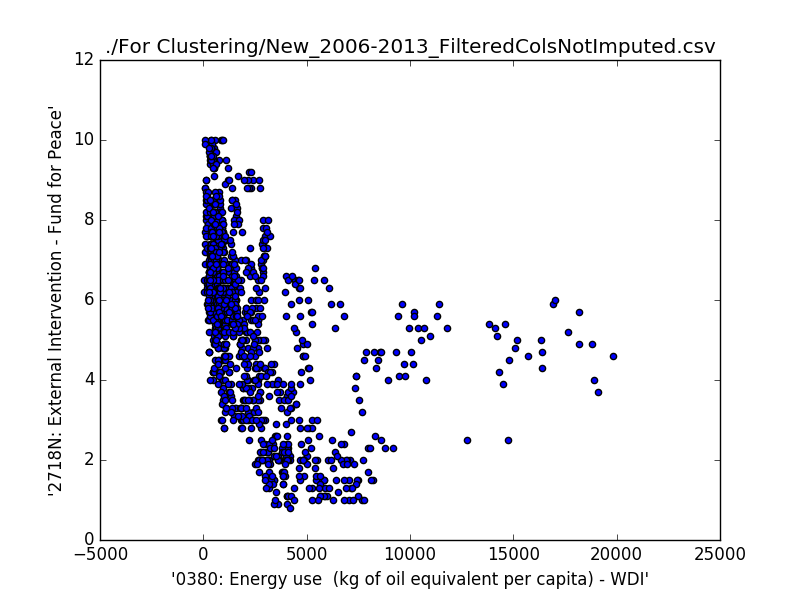 ./For Clustering/New_2006-2013_FilteredColsNotImputed.csv
12
10
8
6
4
2
0
'2718N: External Intervention - Fund for Peace'
−5000 0 5000 10000 15000 20000 25000
'0380: Energy use  (kg of oil equivalent per capita) - WDI'